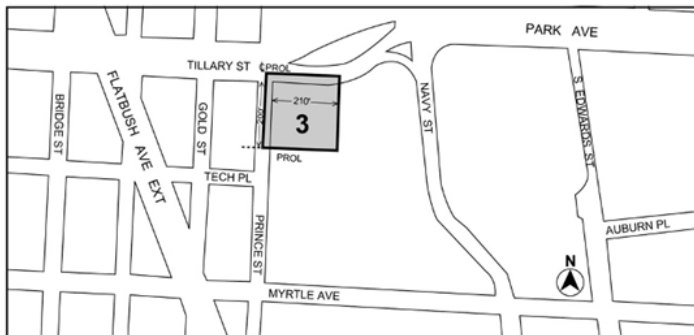 PARK AVE
TILLARY ST
℄PROL
FLATBUSH AVE EXT
BRIDGE ST
GOLD ST
210'
3
NAVY ST
S EDWARDS ST
PROL
TECH PL
PRINCE ST
AUBURN PL
N
MYRTLE AVE